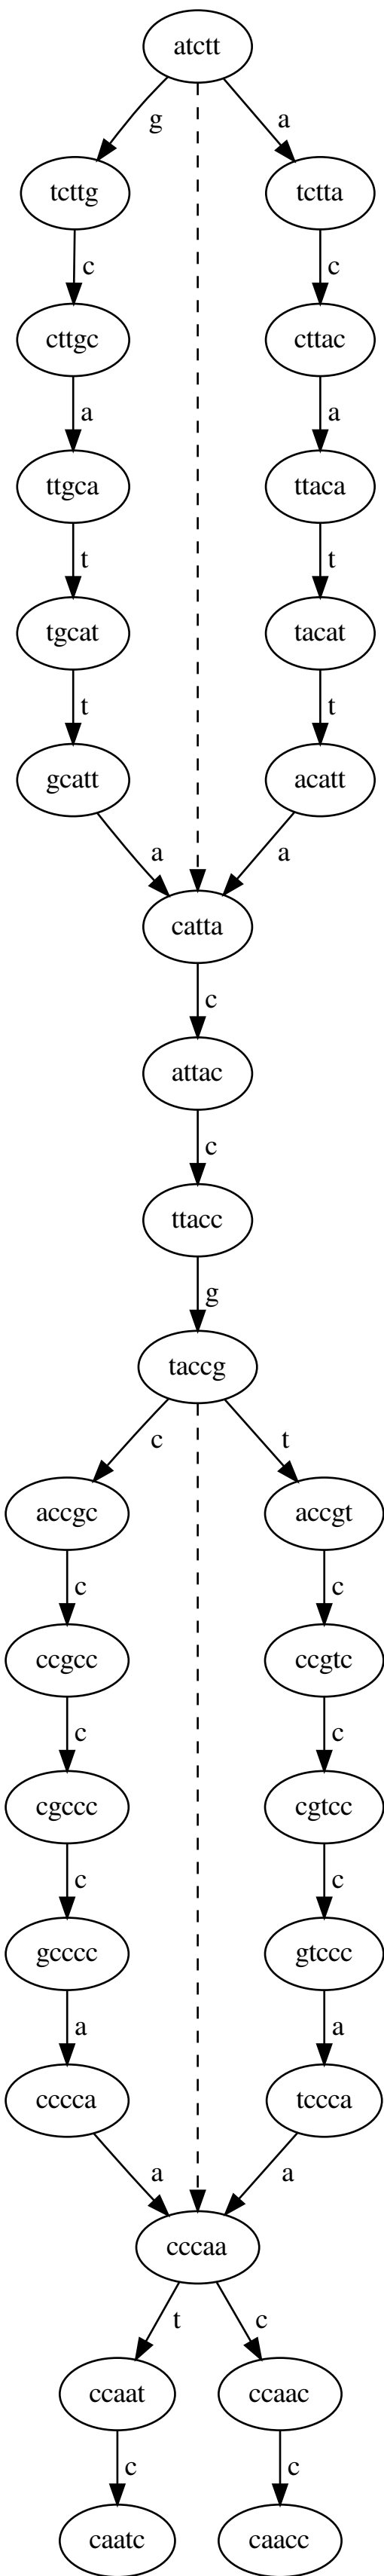 atctt
g a
tcttg tctta
c c
cttgc cttac
a a
ttgca ttaca
t t
tgcat tacat
t t
gcatt acatt
a a
catta
c
attac
c
ttacc
g
taccg
c t
accgc accgt
c c
ccgcc ccgtc
c c
cgccc cgtcc
c c
gcccc gtccc
a a
cccca tccca
a a
cccaa
t c
ccaat ccaac
c c
caatc caacc